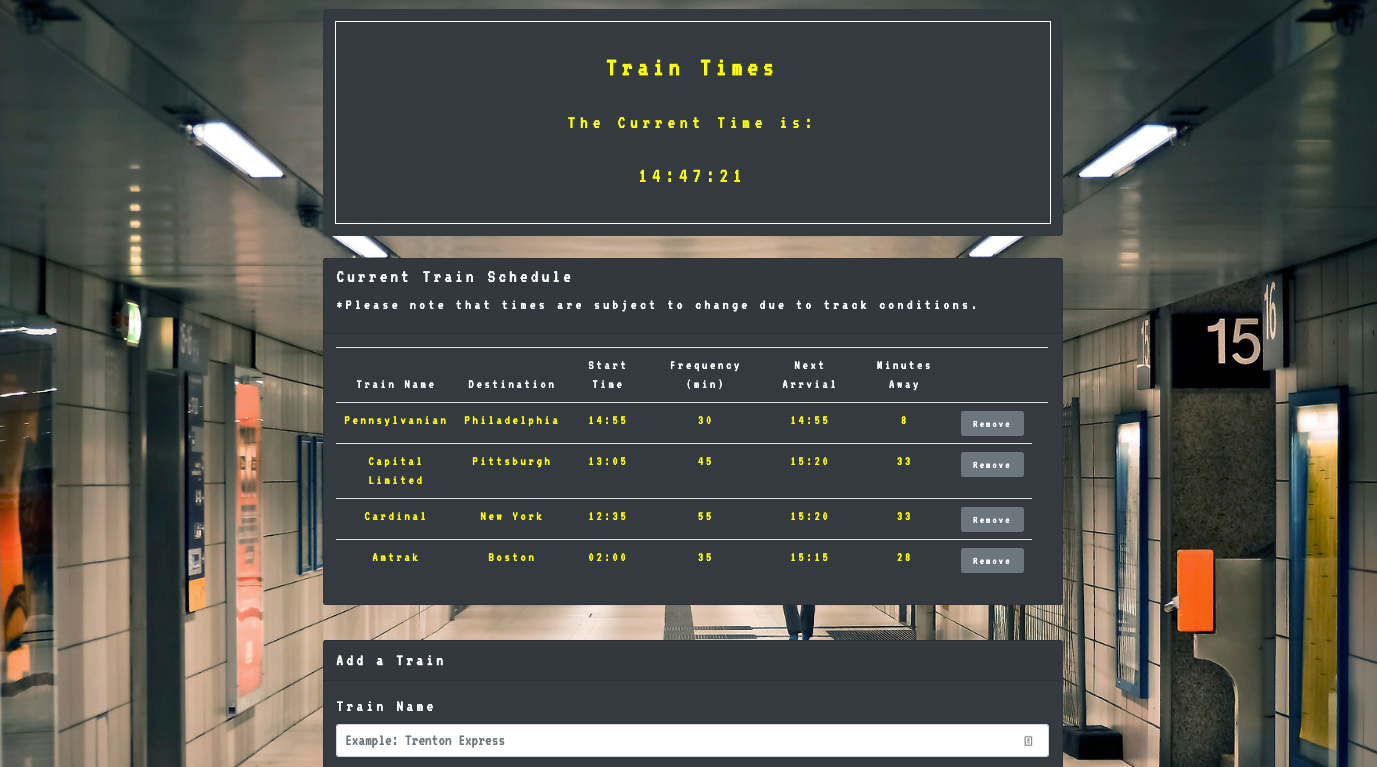 Train Times
The Current Time is:
14:47:21
Current Train Schedule
*Please note that times are subject to change due to track conditions.
Train Name Destination Start Time Frequency (min) Next Arrvial Minutes Away
Pennsylvanian Philadelphia 14:55 30 14:55 8 Remove
Capital Limited Pittsburgh 13:05 45 15:20 33 Remove
Cardinal New York 12:35 55 15:20 33 Remove
Amtrak Boston 02:00 35 15:15 28 Remove
15
16
15
Add a Train
Train Name
Example: Trenton Express